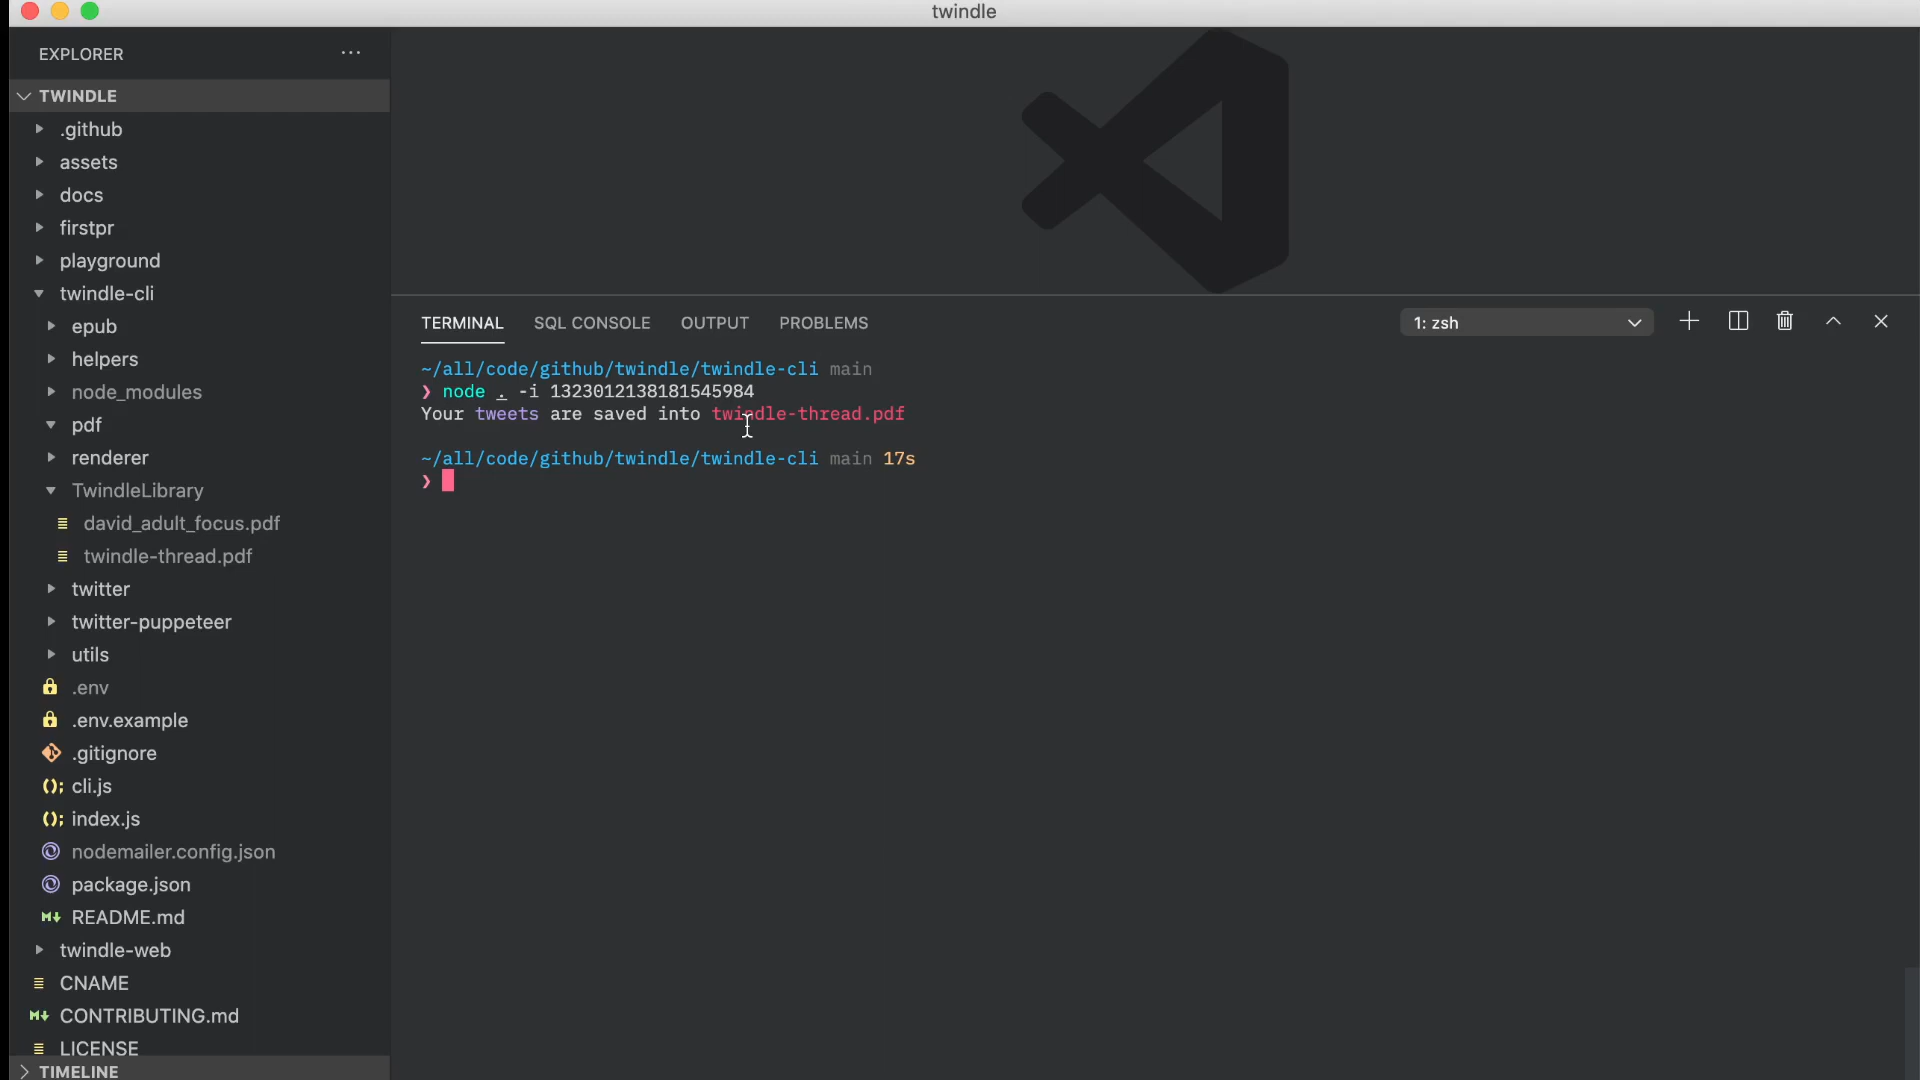 twindle
EXPLORER
TWINDLE
.github
assets
docs
firstpr
playground
twindle-cli
epub
helpers
node_modules
pdf
renderer
TwindleLibrary
david_adult_focus.pdf
twindle-thread.pdf
twitter
twitter-puppeteer
utils
.env
.env.example
.gitignore
cli.js
index.js
nodemailer.config.json
package.json
README.md
twindle-web
CNAME
CONTRIBUTING.md
LICENSE
TIMELINE
TERMINAL SQL CONSOLE OUTPUT PROBLEMS 1: zsh
~/all/code/github/twindle/twindle-cli main
❯ node . -i 1323012138181545984
Your tweets are saved into twindle-thread.pdf
~/all/code/github/twindle/twindle-cli main 17s
❯